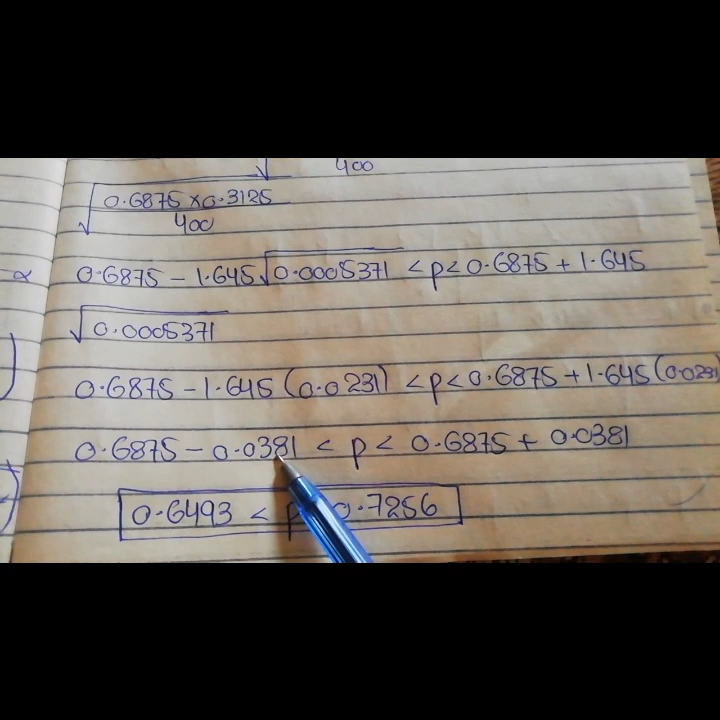 √ 400
√0.6875 x 0.3125 / 400
α 0.6875 - 1.645√0.0005371 < p < 0.6875 + 1.645
√0.0005371
0.6875 - 1.645 (0.0231) < p < 0.6875 + 1.645 (0.0231
0.6875 - 0.0381 < p < 0.6875 + 0.0381
0.6493 < p 0.7256